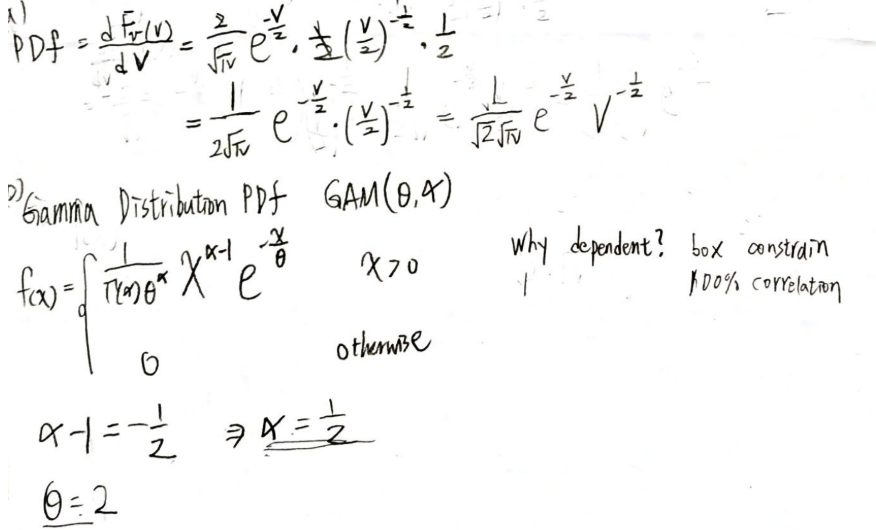 a)
PDf = dF_V(V)/dV = 2/√π e^(-V/2) · 1/2 (V/2)^(-1/2) · 1/2
= 1/(2√π) e^(-V/2) · (V/2)^(-1/2) = 1/(√2√π) e^(-V/2) V^(-1/2)
b) Gamma Distribution PDf GAM(θ,α)
f(x) = { 1/(Γ(α)θ^α) x^(α-1) e^(-x/θ) x>0
0 otherwise
Why dependent? box constrain
100% correlation
α-1 = -1/2 ⇒ α = 1/2
θ = 2